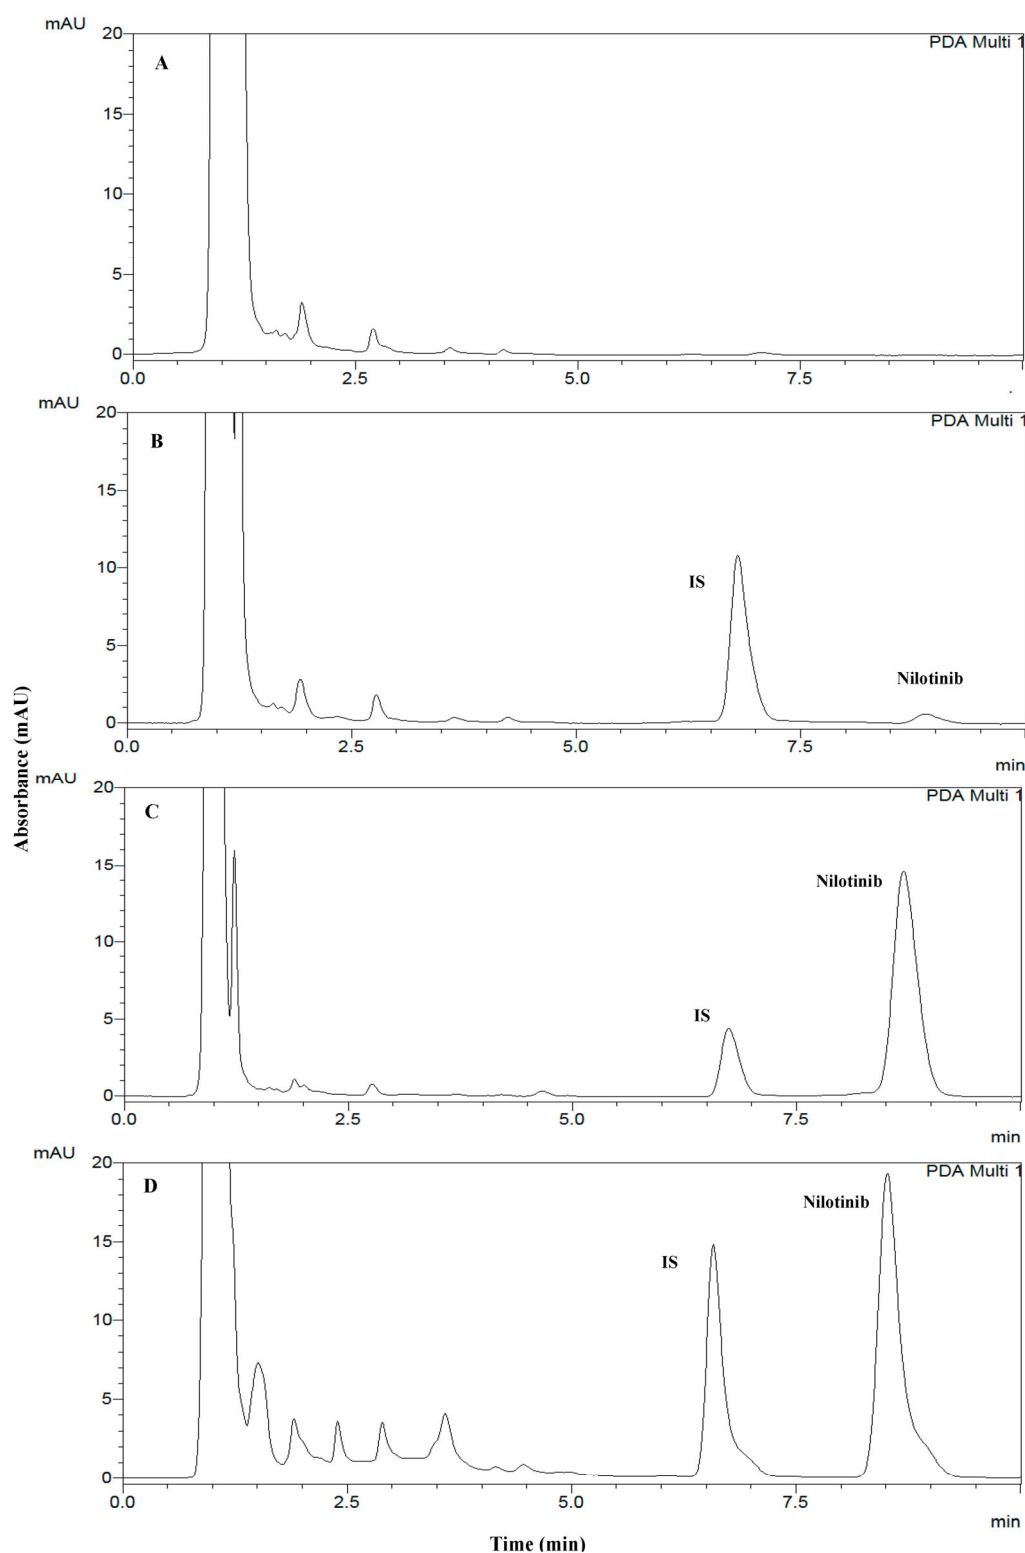 mAU
20
PDA Multi 1
A
15
10
5
0
0.0 2.5 5.0 7.5
mAU
20
PDA Multi 1
B
15
10
IS
5
Nilotinib
0
0.0 2.5 5.0 7.5
min
Absorbance (mAU)
mAU
20
PDA Multi 1
C
15
Nilotinib
10
5
IS
0
0.0 2.5 5.0 7.5
min
mAU
20
PDA Multi 1
D
Nilotinib
15
IS
10
5
0
0.0 2.5 5.0 7.5
min
Time (min)